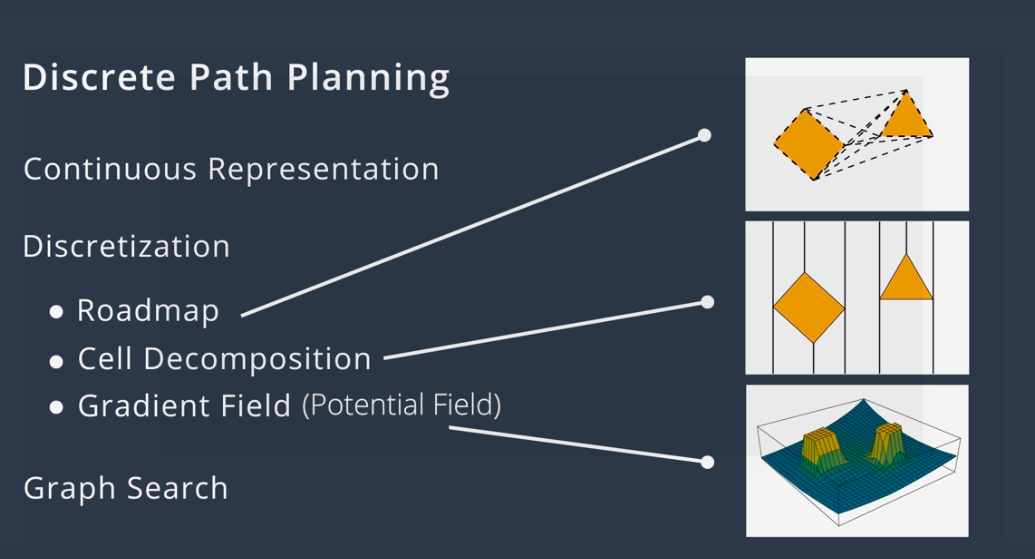 Discrete Path Planning
Continuous Representation
Discretization
● Roadmap
● Cell Decomposition
● Gradient Field (Potential Field)
Graph Search